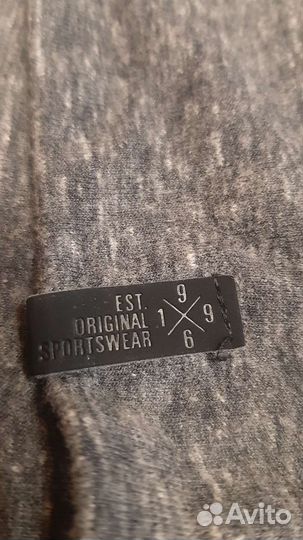 EST.
ORIGINAL
SPORTSWEAR
9
1 9
6
Avito